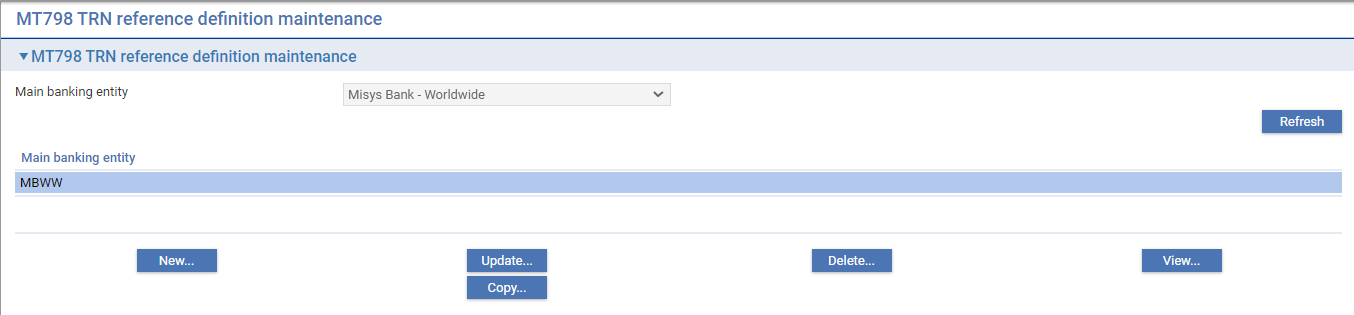 MT798 TRN reference definition maintenance
MT798 TRN reference definition maintenance
Main banking entity Misys Bank - Worldwide
Refresh
Main banking entity
MBWW
New... Update... Delete... View...
Copy...